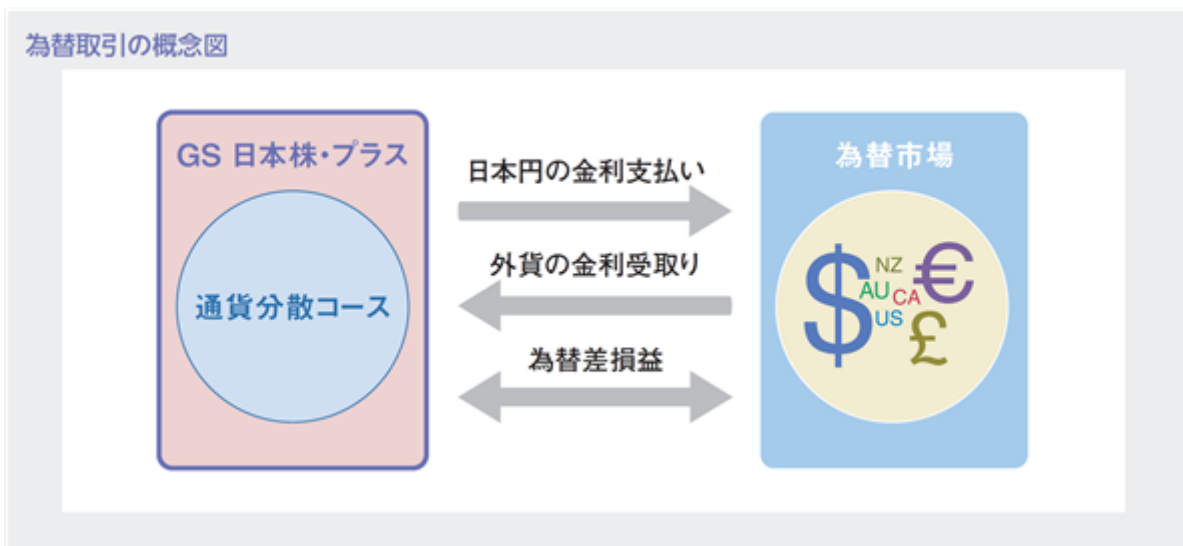 為替取引の概念図
GS 日本株・プラス
通貨分散コース
日本円の金利支払い
外貨の金利受取り
為替差損益
為替市場
$
NZ
AU
CA
US
€
£